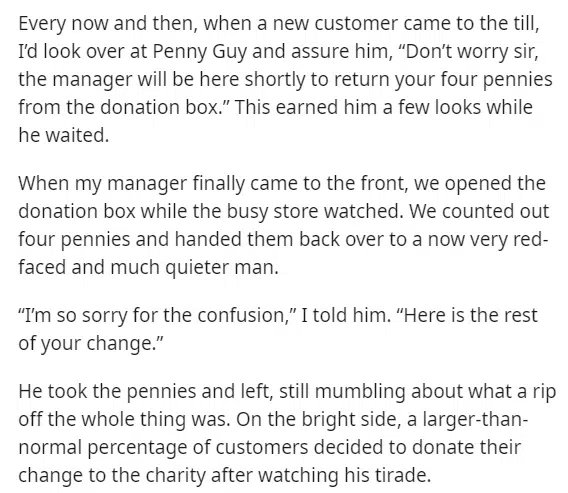 Every now and then, when a new customer came to the till,
I’d look over at Penny Guy and assure him, “Don’t worry sir,
the manager will be here shortly to return your four pennies
from the donation box.” This earned him a few looks while
he waited.
When my manager finally came to the front, we opened the
donation box while the busy store watched. We counted out
four pennies and handed them back over to a now very red-
faced and much quieter man.
“I’m so sorry for the confusion,” I told him. “Here is the rest
of your change.”
He took the pennies and left, still mumbling about what a rip
off the whole thing was. On the bright side, a larger-than-
normal percentage of customers decided to donate their
change to the charity after watching his tirade.